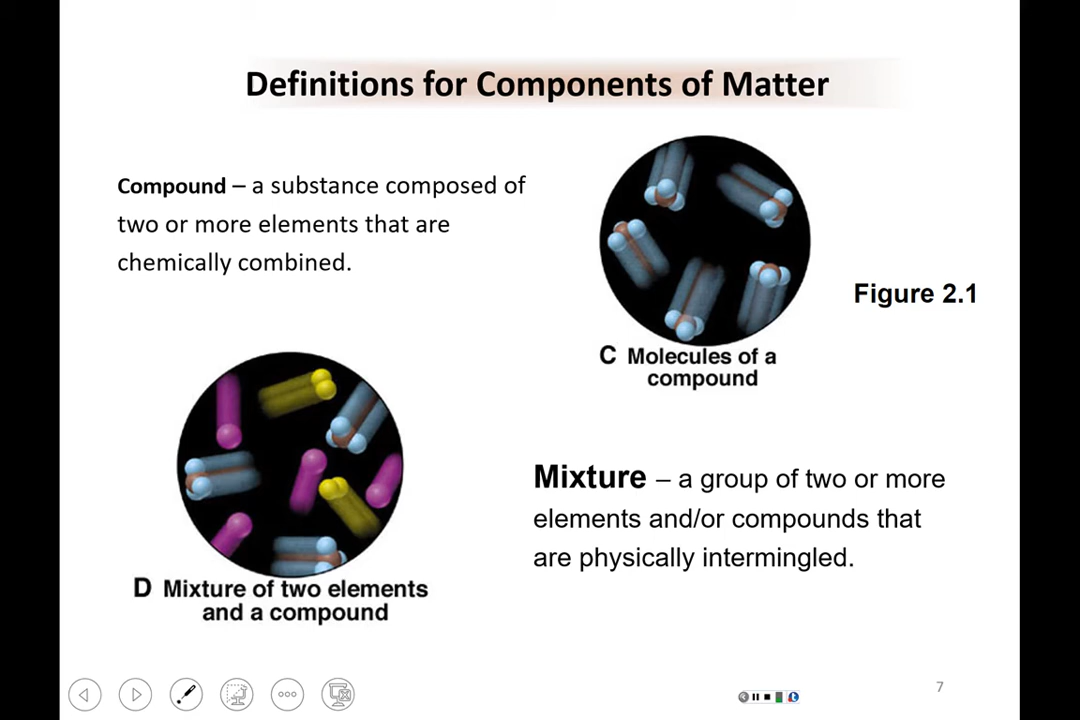 Definitions for Components of Matter
Compound – a substance composed of
two or more elements that are
chemically combined.
Figure 2.1
C Molecules of a
compound
Mixture – a group of two or more
elements and/or compounds that
are physically intermingled.
D Mixture of two elements
and a compound
7